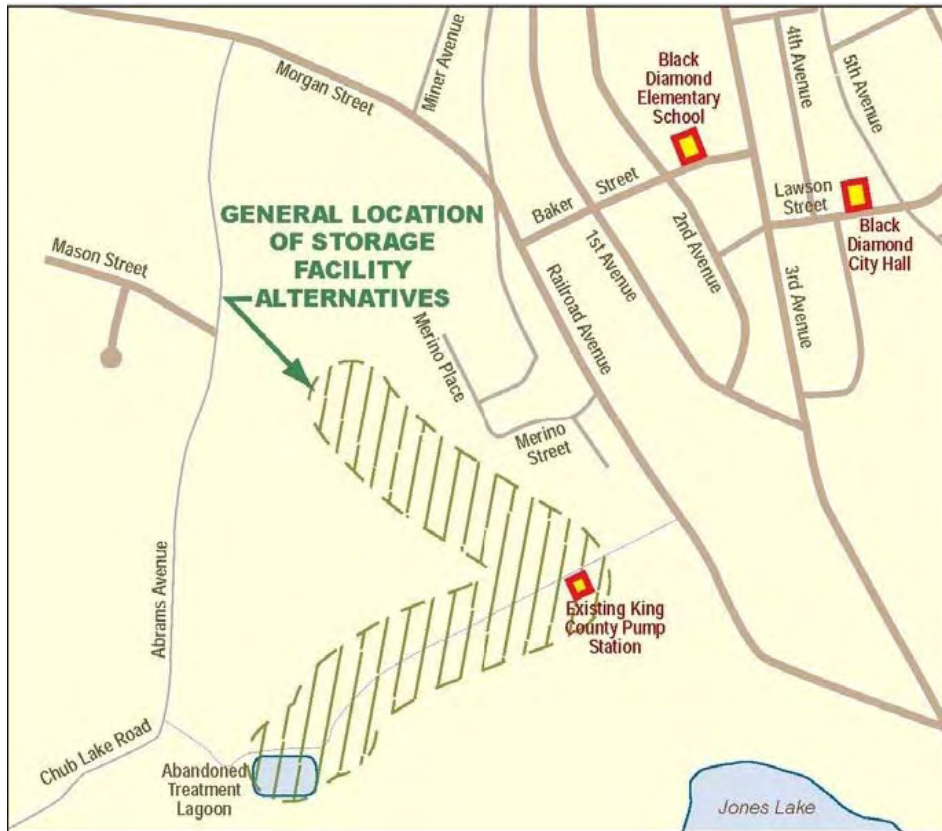 Morgan Street
Miner Avenue
Black
Diamond
Elementary
School
4th Avenue
5th Avenue
Baker Street
Lawson
Street
Black
Diamond
City Hall
GENERAL LOCATION
OF STORAGE
FACILITY
ALTERNATIVES
Mason Street
1st Avenue
2nd Avenue
3rd Avenue
Railroad Avenue
Merino Place
Merino
Street
Abrams Avenue
Existing King
County Pump
Station
Chub Lake Road
Abandoned
Treatment
Lagoon
Jones Lake